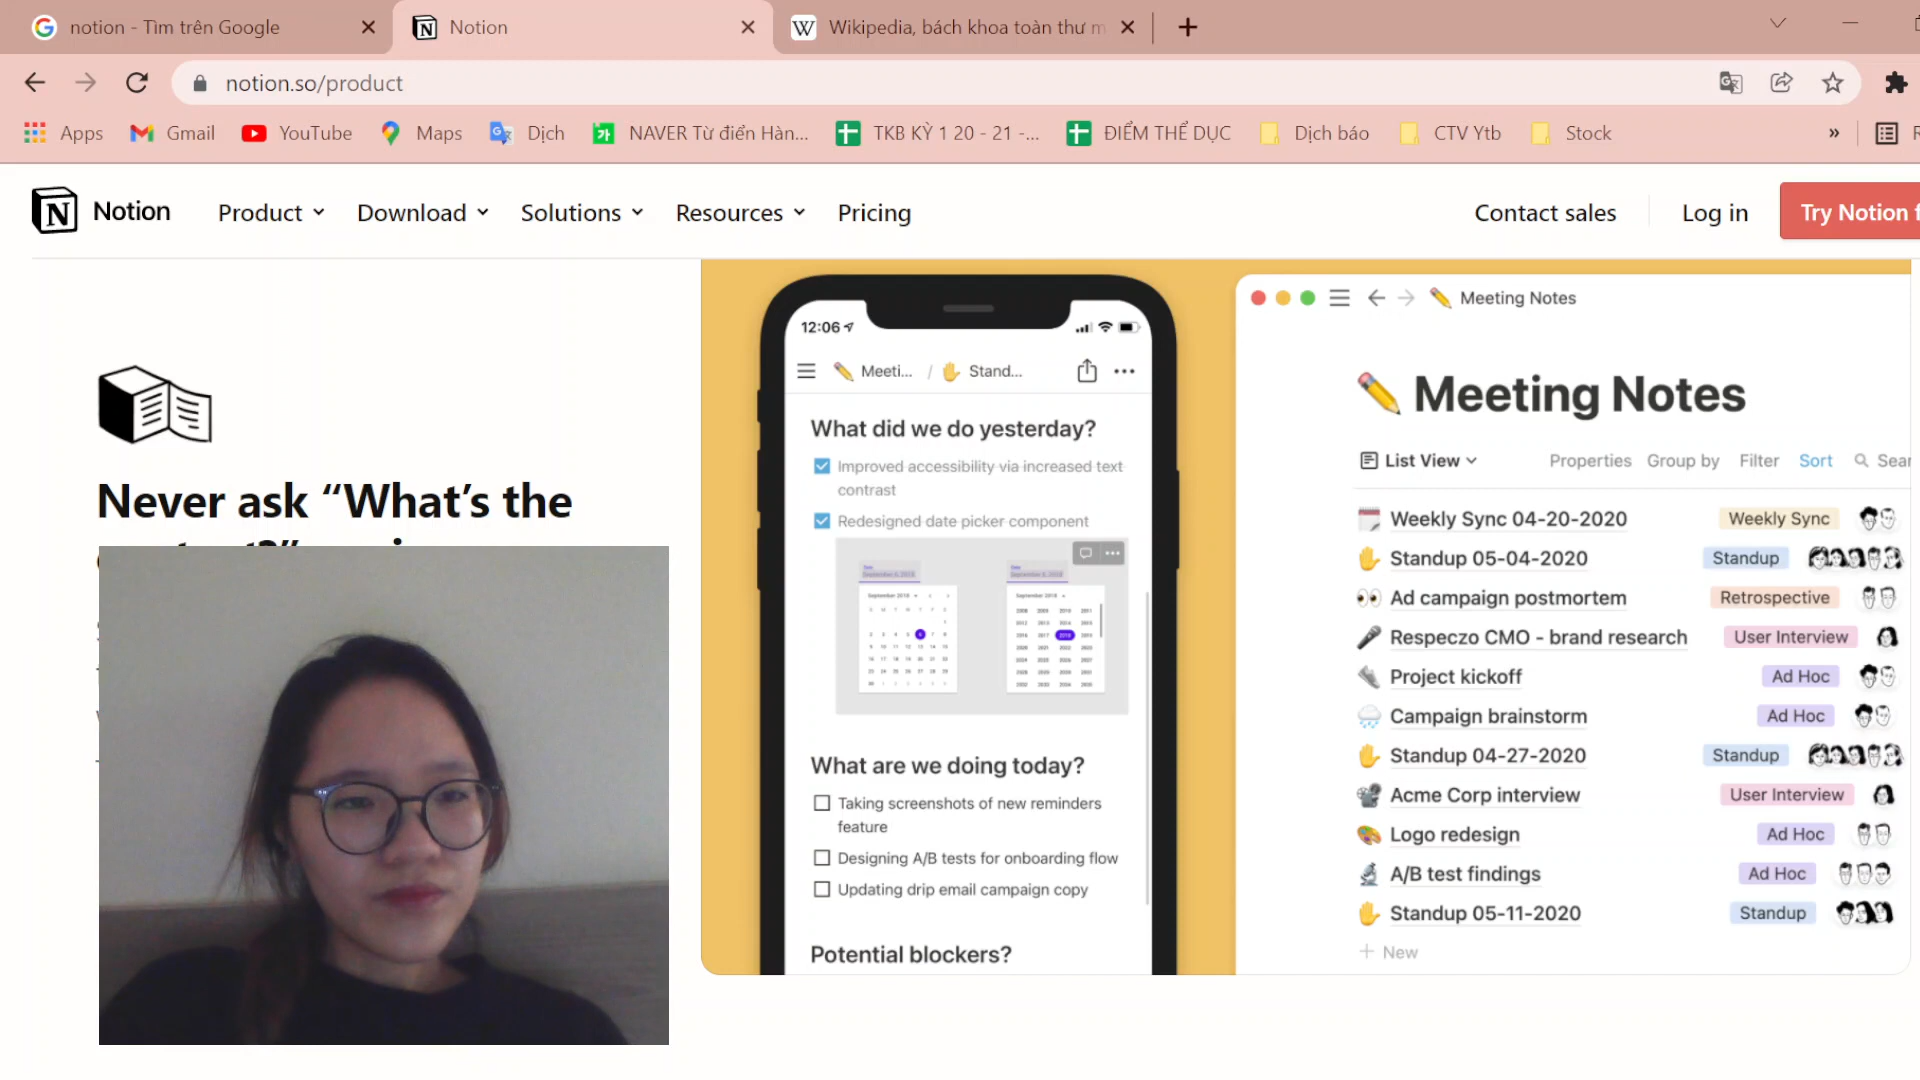 notion - Tìm trên Google
Notion
Wikipedia, bách khoa toàn thư m
notion.so/product
Apps
Gmail
YouTube
Maps
Dịch
NAVER Từ điển Hàn...
TKB KỲ 1 20 - 21 -...
ĐIỂM THỂ DỤC
Dịch báo
CTV Ytb
Stock
Notion
Product
Download
Solutions
Resources
Pricing
Contact sales
Log in
Try Notion f
Never ask “What’s the
12:06
Meeti... / Stand...
What did we do yesterday?
Improved accessibility via increased text
contrast
Redesigned date picker component
What are we doing today?
Taking screenshots of new reminders
feature
Designing A/B tests for onboarding flow
Updating drip email campaign copy
Potential blockers?
Meeting Notes
Meeting Notes
List View
Properties
Group by
Filter
Sort
Sear
Weekly Sync 04-20-2020 Weekly Sync
Standup 05-04-2020 Standup
Ad campaign postmortem Retrospective
Respeczo CMO - brand research User Interview
Project kickoff Ad Hoc
Campaign brainstorm Ad Hoc
Standup 04-27-2020 Standup
Acme Corp interview User Interview
Logo redesign Ad Hoc
A/B test findings Ad Hoc
Standup 05-11-2020 Standup
+ New